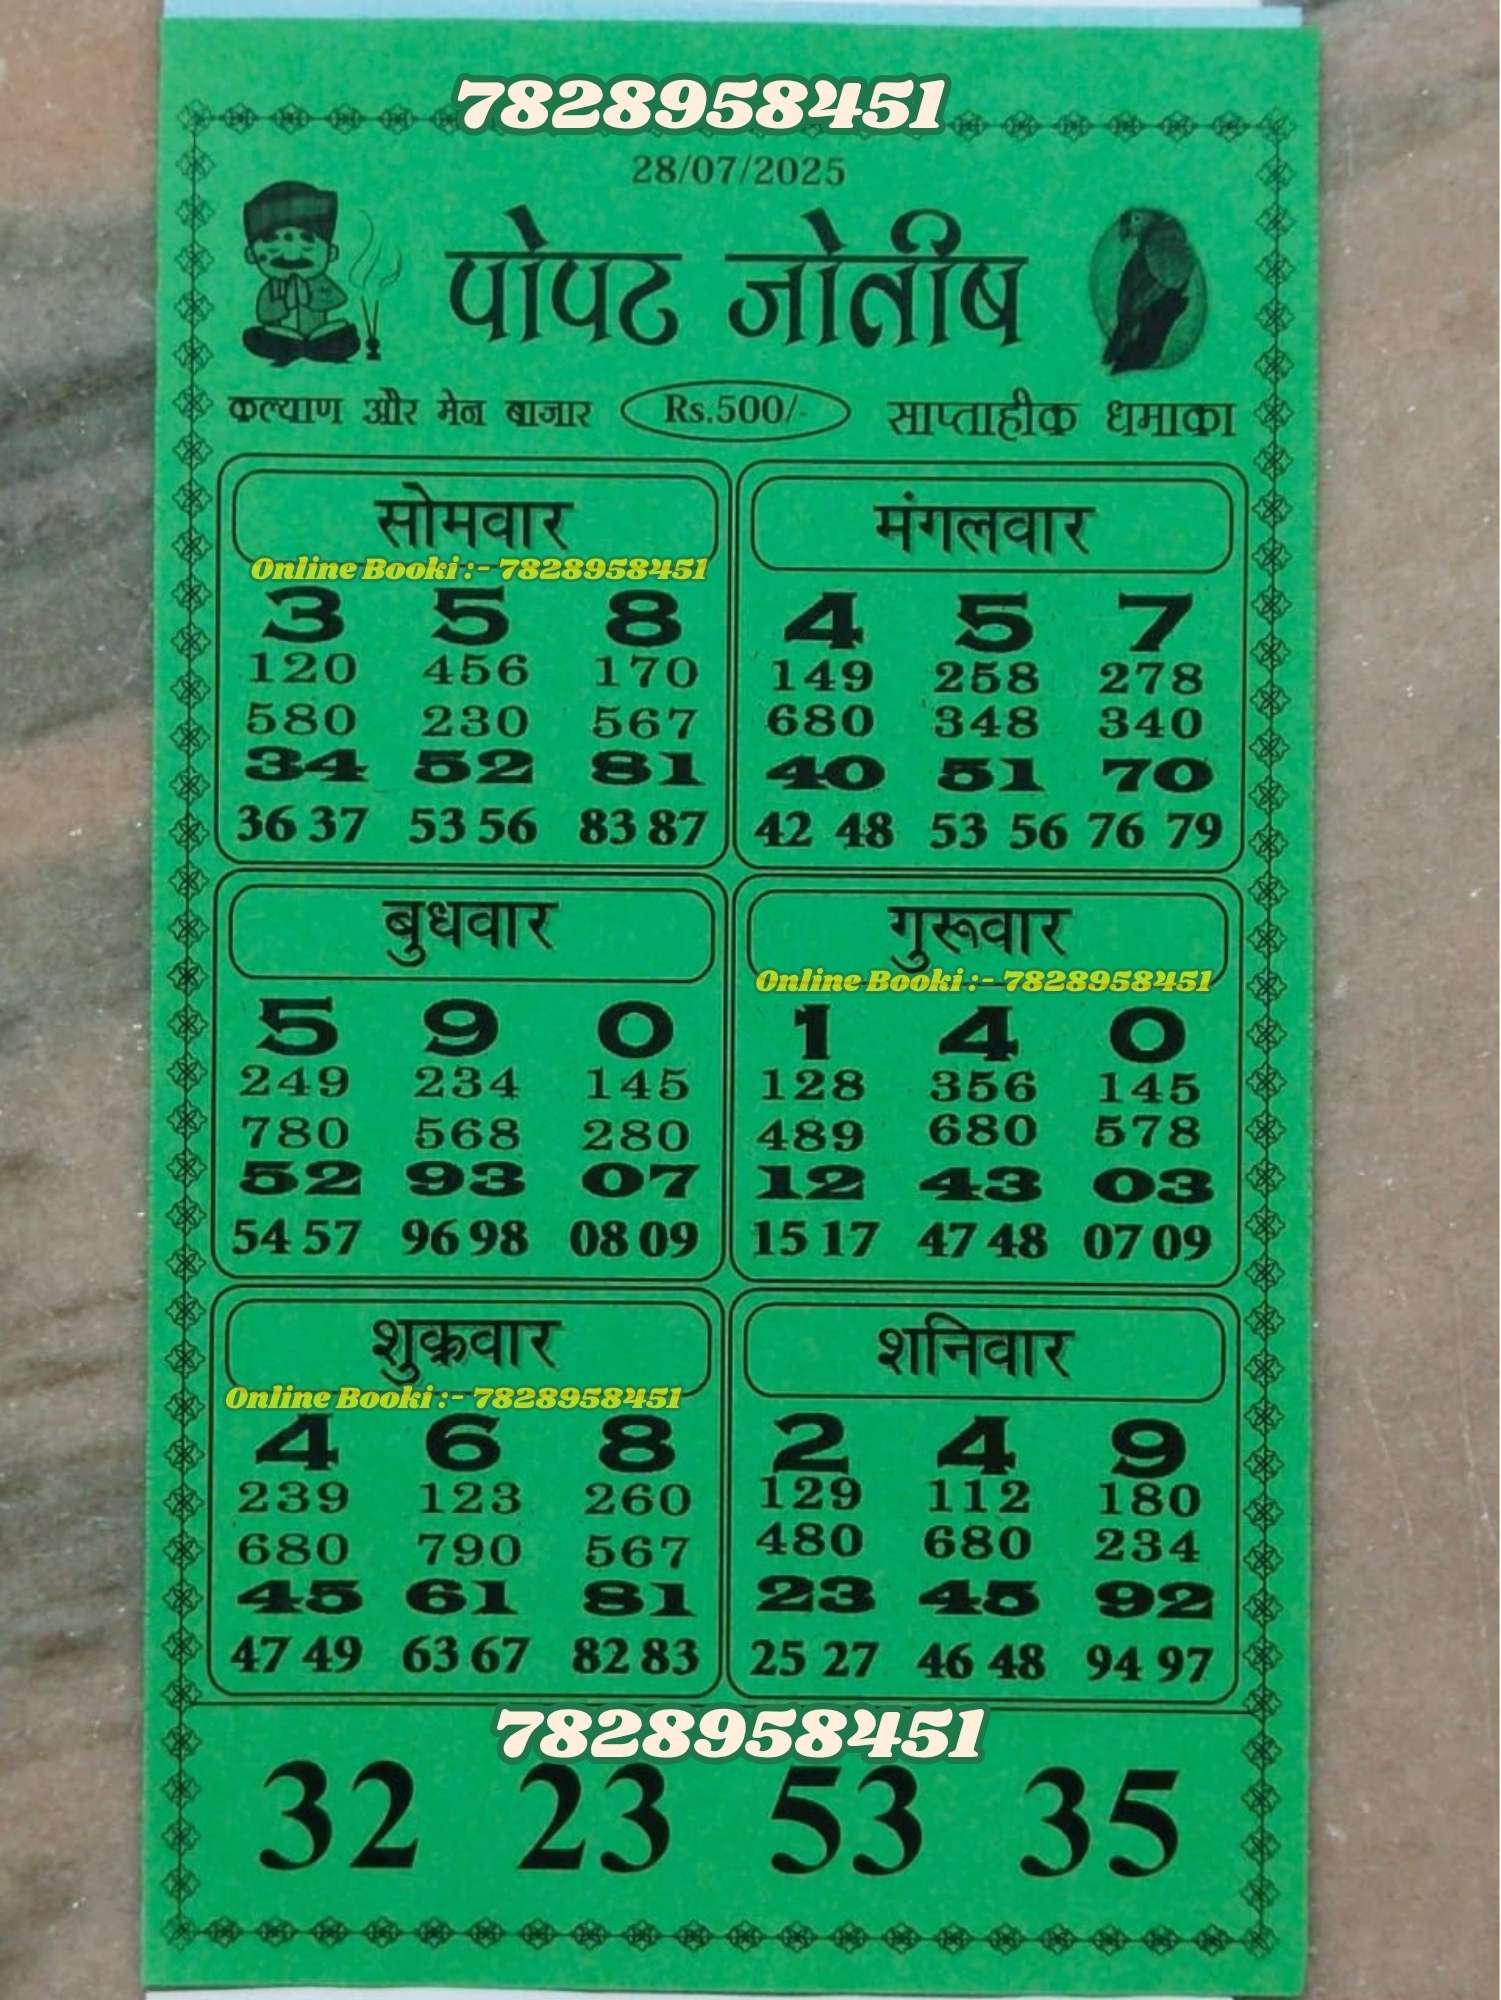 7828958451
28/07/2025
पोपट जोतीष
कल्याण और मेन बाजार Rs.500/- साप्ताहीक धमाका
सोमवार
Online Booki :- 7828958451
3 5 8
120 456 170
580 230 567
34 52 81
36 37 53 56 83 87
मंगलवार
4 5 7
149 258 278
680 348 340
40 51 70
42 48 53 56 76 79
बुधवार
5 9 0
249 234 145
780 568 280
52 93 07
54 57 96 98 08 09
गुरूवार
Online Booki :- 7828958451
1 4 0
128 356 145
489 680 578
12 43 03
15 17 47 48 07 09
शुक्रवार
Online Booki :- 7828958451
4 6 8
239 123 260
680 790 567
45 61 81
47 49 63 67 82 83
शनिवार
2 4 9
129 112 180
480 680 234
23 45 92
25 27 46 48 94 97
7828958451
32 23 53 35